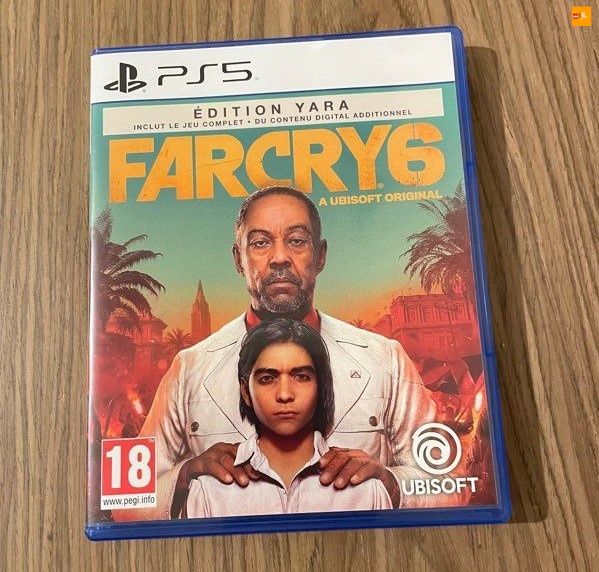 PS5
ÉDITION YARA
INCLUT LE JEU COMPLET • DU CONTENU DIGITAL ADDITIONNEL
FARCRY6
A UBISOFT ORIGINAL
18
www.pegi.info
UBISOFT